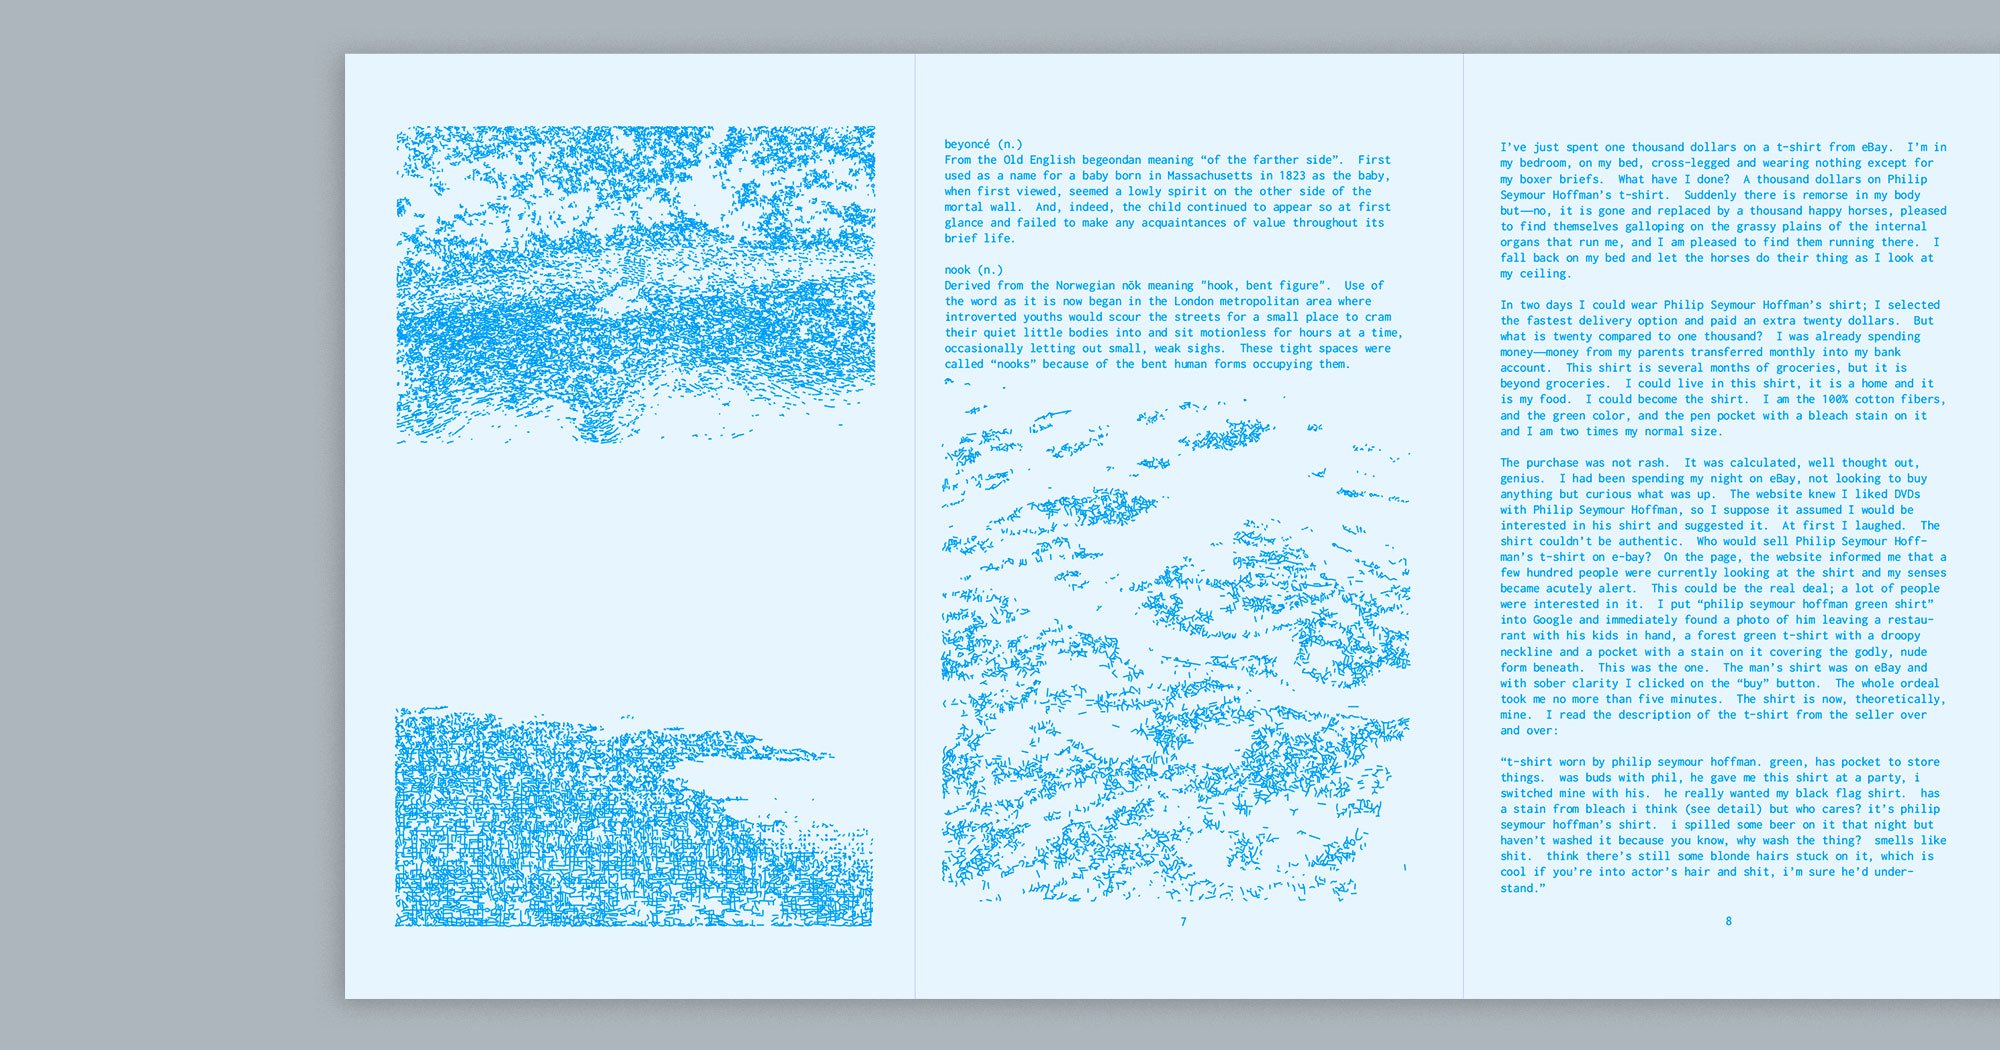 beyoncé (n.)
From the Old English begeondan meaning “of the farther side”.  First
used as a name for a baby born in Massachusetts in 1823 as the baby,
when first viewed, seemed a lowly spirit on the other side of the
mortal wall.  And, indeed, the child continued to appear so at first
glance and failed to make any acquaintances of value throughout its
brief life.
nook (n.)
Derived from the Norwegian nōk meaning "hook, bent figure".  Use of
the word as it is now began in the London metropolitan area where
introverted youths would scour the streets for a small place to cram
their quiet little bodies into and sit motionless for hours at a time,
occasionally letting out small, weak sighs.  These tight spaces were
called “nooks” because of the bent human forms occupying them.
7
I’ve just spent one thousand dollars on a t-shirt from eBay.  I’m in
my bedroom, on my bed, cross-legged and wearing nothing except for
my boxer briefs.  What have I done?  A thousand dollars on Philip
Seymour Hoffman’s t-shirt.  Suddenly there is remorse in my body
but——no, it is gone and replaced by a thousand happy horses, pleased
to find themselves galloping on the grassy plains of the internal
organs that run me, and I am pleased to find them running there.  I
fall back on my bed and let the horses do their thing as I look at
my ceiling.
In two days I could wear Philip Seymour Hoffman’s shirt; I selected
the fastest delivery option and paid an extra twenty dollars.  But
what is twenty compared to one thousand?  I was already spending
money——money from my parents transferred monthly into my bank
account.  This shirt is several months of groceries, but it is
beyond groceries.  I could live in this shirt, it is a home and it
is my food.  I could become the shirt.  I am the 100% cotton fibers,
and the green color, and the pen pocket with a bleach stain on it
and I am two times my normal size.
The purchase was not rash.  It was calculated, well thought out,
genius.  I had been spending my night on eBay, not looking to buy
anything but curious what was up.  The website knew I liked DVDs
with Philip Seymour Hoffman, so I suppose it assumed I would be
interested in his shirt and suggested it.  At first I laughed.  The
shirt couldn’t be authentic.  Who would sell Philip Seymour Hoff-
man’s t-shirt on e-bay?  On the page, the website informed me that a
few hundred people were currently looking at the shirt and my senses
became acutely alert.  This could be the real deal; a lot of people
were interested in it.  I put “philip seymour hoffman green shirt”
into Google and immediately found a photo of him leaving a restau-
rant with his kids in hand, a forest green t-shirt with a droopy
neckline and a pocket with a stain on it covering the godly, nude
form beneath.  This was the one.  The man’s shirt was on eBay and
with sober clarity I clicked on the “buy” button.  The whole ordeal
took me no more than five minutes.  The shirt is now, theoretically,
mine.  I read the description of the t-shirt from the seller over
and over:
“t-shirt worn by philip seymour hoffman. green, has pocket to store
things.  was buds with phil, he gave me this shirt at a party, i
switched mine with his.  he really wanted my black flag shirt.  has
a stain from bleach i think (see detail) but who cares? it’s philip
seymour hoffman’s shirt.  i spilled some beer on it that night but
haven’t washed it because you know, why wash the thing?  smells like
shit.  think there’s still some blonde hairs stuck on it, which is
cool if you’re into actor’s hair and shit, i’m sure he’d under-
stand.”
8